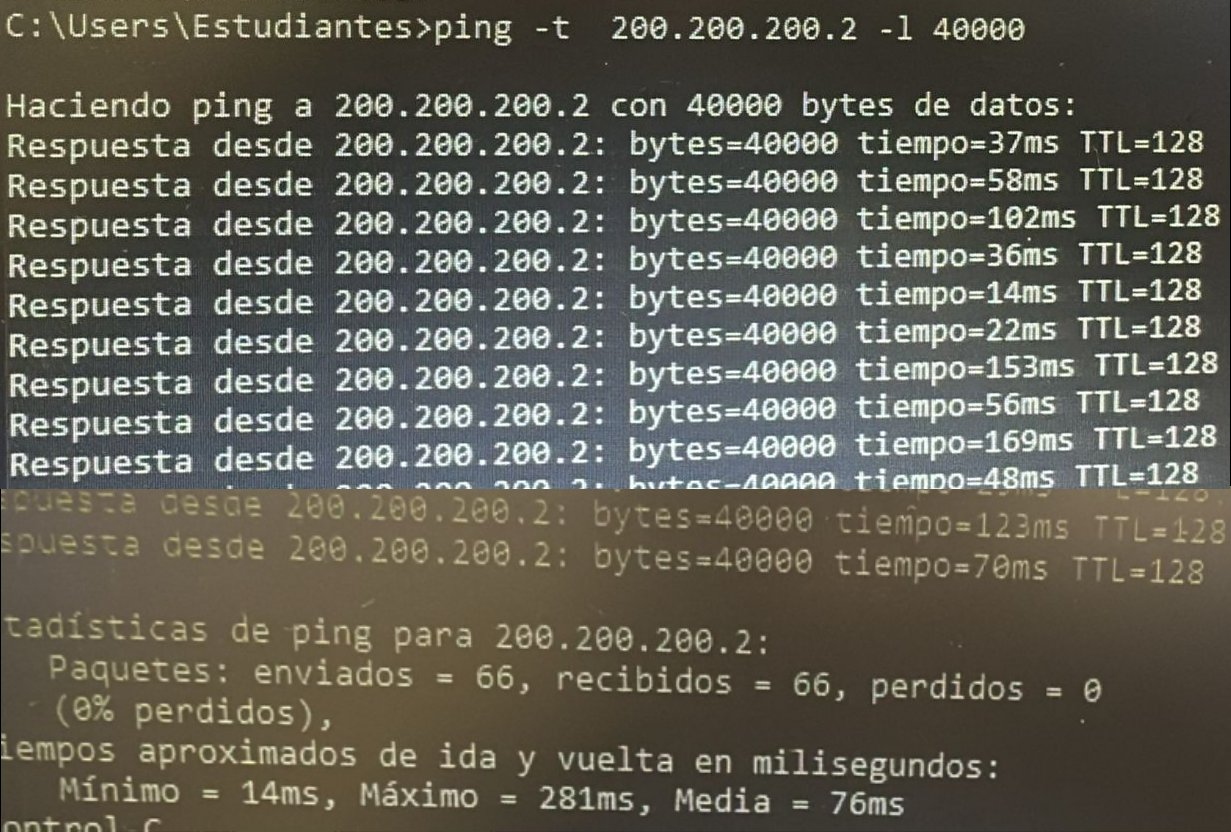 C:\Users\Estudiantes>ping -t  200.200.200.2 -l 40000
Haciendo ping a 200.200.200.2 con 40000 bytes de datos:
Respuesta desde 200.200.200.2: bytes=40000 tiempo=37ms TTL=128
Respuesta desde 200.200.200.2: bytes=40000 tiempo=58ms TTL=128
Respuesta desde 200.200.200.2: bytes=40000 tiempo=102ms TTL=128
Respuesta desde 200.200.200.2: bytes=40000 tiempo=36ms TTL=128
Respuesta desde 200.200.200.2: bytes=40000 tiempo=14ms TTL=128
Respuesta desde 200.200.200.2: bytes=40000 tiempo=22ms TTL=128
Respuesta desde 200.200.200.2: bytes=40000 tiempo=153ms TTL=128
Respuesta desde 200.200.200.2: bytes=40000 tiempo=56ms TTL=128
Respuesta desde 200.200.200.2: bytes=40000 tiempo=169ms TTL=128
bytes=40000 tiempo=48ms TTL=128
spuesta desde 200.200.200.2: bytes=40000 tiempo=123ms TTL=128
spuesta desde 200.200.200.2: bytes=40000 tiempo=70ms TTL=128
tadísticas de ping para 200.200.200.2:
Paquetes: enviados = 66, recibidos = 66, perdidos = 0
(0% perdidos),
iempos aproximados de ida y vuelta en milisegundos:
Mínimo = 14ms, Máximo = 281ms, Media = 76ms
ontrol-C